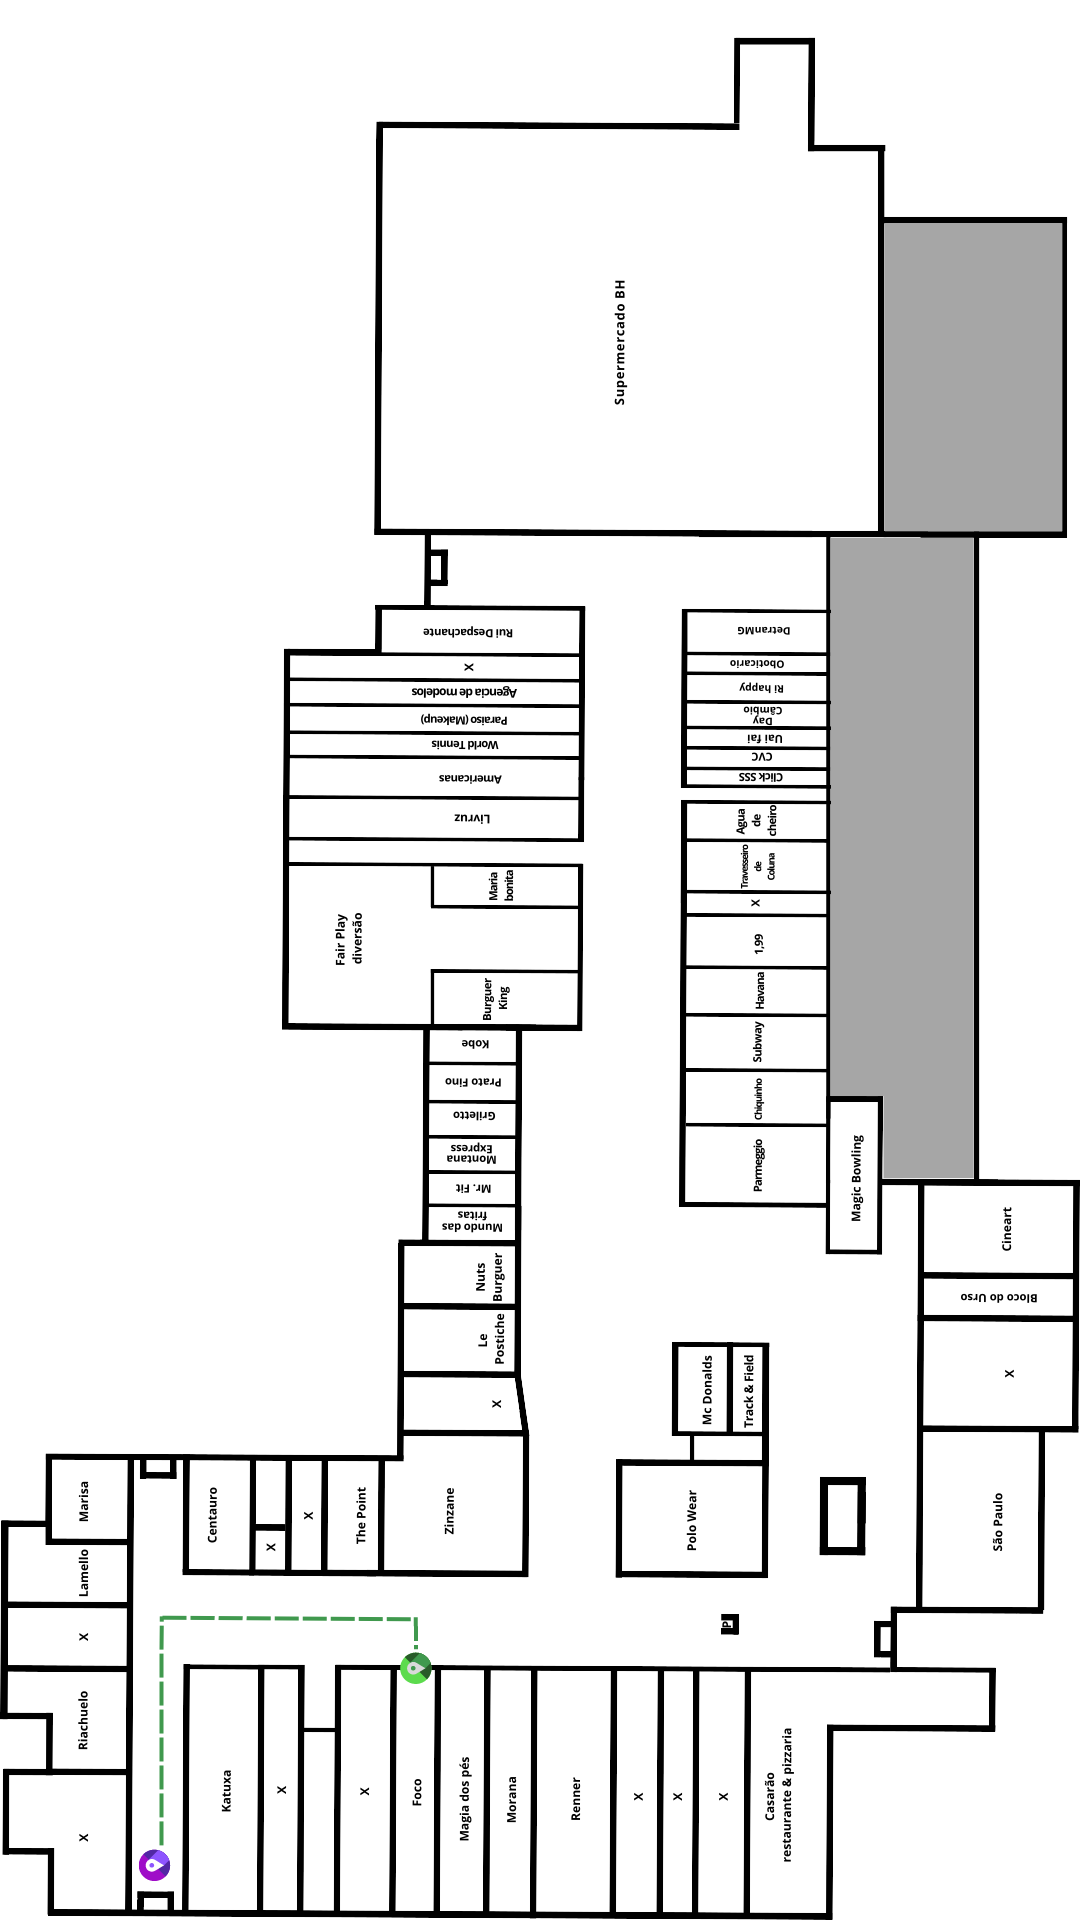 Supermercado BH
Rui Despachante
X
Agencia de modelos
Paraiso (Makeup)
World Tennis
Americanas
Livruz
Fair Play
diversão
Maria
bonita
Burguer
King
DetranMG
Oboticario
Ri happy
Day
Câmbio
Uai fai
CVC
Click SSS
Agua
de
cheiro
Travesseiro
de
Coluna
X
1,99
Havana
Subway
Chiquinho
Parmeggio
Magic Bowling
Kobe
Prato Fino
Griletto
Montana
Express
Mr. Fit
Mundo das
fritas
Nuts
Burguer
Le
Postiche
X
Zinzane
Cineart
Bloco do Urso
X
São Paulo
Mc Donalds
Track & Field
Polo Wear
P
Marisa
Lamello
X
Riachuelo
X
Centauro
X
X
The Point
Katuxa
X
X
Foco
Magia dos pés
Morana
Renner
X
X
X
Casarão
restaurante & pizzaria